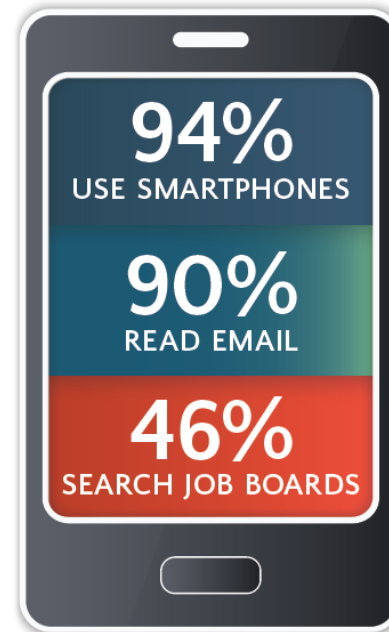 94%
USE SMARTPHONES
90%
READ EMAIL
46%
SEARCH JOB BOARDS